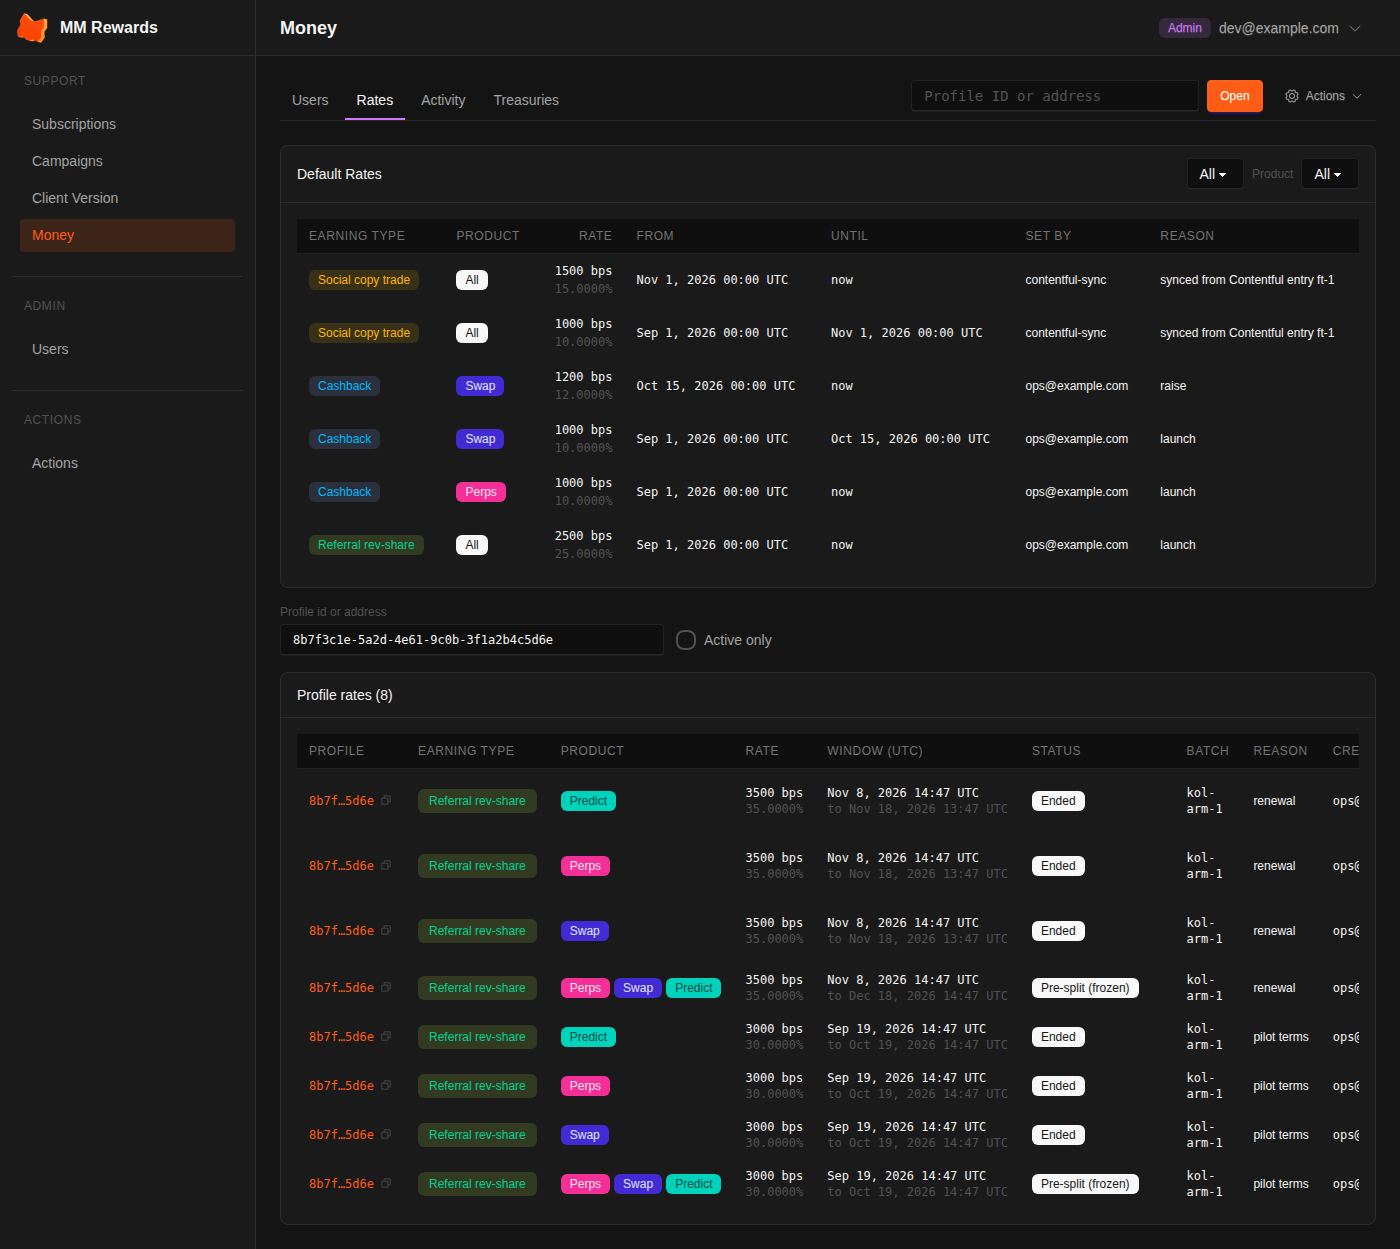 MM Rewards
Money
Admin dev@example.com
SUPPORT
Subscriptions
Campaigns
Client Version
Money
ADMIN
Users
ACTIONS
Actions
Users Rates Activity Treasuries
Profile ID or address Open Actions
Default Rates All Product All
EARNING TYPE PRODUCT RATE FROM UNTIL SET BY REASON
Social copy trade All 1500 bps Nov 1, 2026 00:00 UTC now contentful-sync synced from Contentful entry ft-1
15.0000%
Social copy trade All 1000 bps Sep 1, 2026 00:00 UTC Nov 1, 2026 00:00 UTC contentful-sync synced from Contentful entry ft-1
10.0000%
Cashback Swap 1200 bps Oct 15, 2026 00:00 UTC now ops@example.com raise
12.0000%
Cashback Swap 1000 bps Sep 1, 2026 00:00 UTC Oct 15, 2026 00:00 UTC ops@example.com launch
10.0000%
Cashback Perps 1000 bps Sep 1, 2026 00:00 UTC now ops@example.com launch
10.0000%
Referral rev-share All 2500 bps Sep 1, 2026 00:00 UTC now ops@example.com launch
25.0000%
Profile id or address
8b7f3c1e-5a2d-4e61-9c0b-3f1a2b4c5d6e Active only
Profile rates (8)
PROFILE EARNING TYPE PRODUCT RATE WINDOW (UTC) STATUS BATCH REASON CRE
8b7f…5d6e Referral rev-share Predict 3500 bps Nov 8, 2026 14:47 UTC Ended kol- renewal ops@
35.0000% to Nov 18, 2026 13:47 UTC arm-1
8b7f…5d6e Referral rev-share Perps 3500 bps Nov 8, 2026 14:47 UTC Ended kol- renewal ops@
35.0000% to Nov 18, 2026 13:47 UTC arm-1
8b7f…5d6e Referral rev-share Swap 3500 bps Nov 8, 2026 14:47 UTC Ended kol- renewal ops@
35.0000% to Nov 18, 2026 13:47 UTC arm-1
8b7f…5d6e Referral rev-share Perps Swap Predict 3500 bps Nov 8, 2026 14:47 UTC Pre-split (frozen) kol- renewal ops@
35.0000% to Dec 18, 2026 14:47 UTC arm-1
8b7f…5d6e Referral rev-share Predict 3000 bps Sep 19, 2026 14:47 UTC Ended kol- pilot terms ops@
30.0000% to Oct 19, 2026 14:47 UTC arm-1
8b7f…5d6e Referral rev-share Perps 3000 bps Sep 19, 2026 14:47 UTC Ended kol- pilot terms ops@
30.0000% to Oct 19, 2026 14:47 UTC arm-1
8b7f…5d6e Referral rev-share Swap 3000 bps Sep 19, 2026 14:47 UTC Ended kol- pilot terms ops@
30.0000% to Oct 19, 2026 14:47 UTC arm-1
8b7f…5d6e Referral rev-share Perps Swap Predict 3000 bps Sep 19, 2026 14:47 UTC Pre-split (frozen) kol- pilot terms ops@
30.0000% to Oct 19, 2026 14:47 UTC arm-1